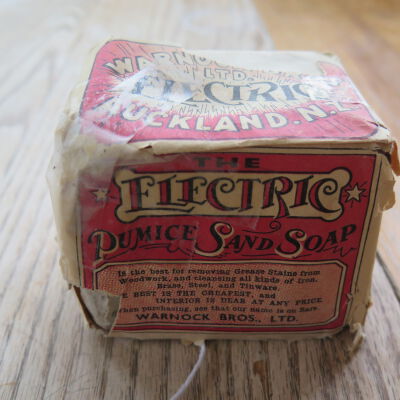 WARNOCK
LTD.
ELECTRIC
AUCKLAND, N.Z.
THE
ELECTRIC
PUMICE SAND SOAP
Is the best for removing Grease Stains from
Woodwork, and cleansing all kinds of Iron,
Brass, Steel, and Tinware.
E BEST IS THE CHEAPEST, and
INFERIOR IS DEAR AT ANY PRICE
When purchasing, see that our name is on Bars.
WARNOCK BROS., LTD.